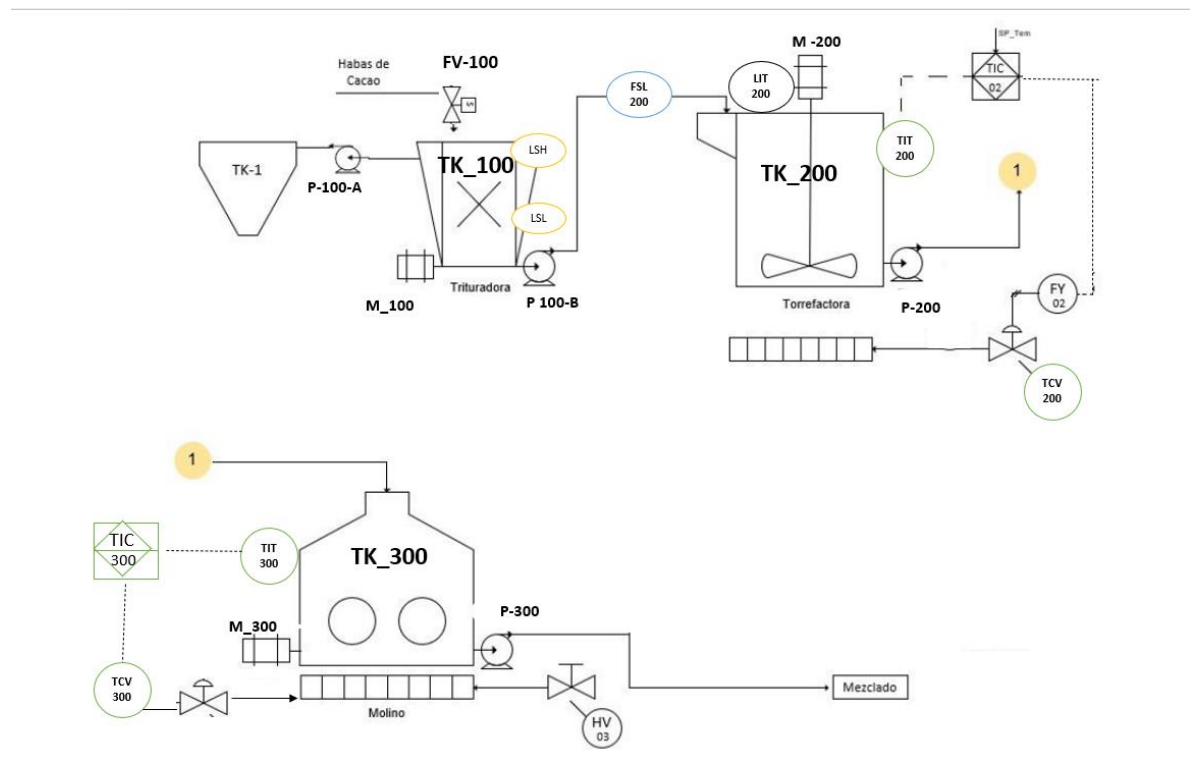 Habas de
Cacao
FV-100
S
TK-1
P-100-A
TK_100
LSH
LSL
M_100
Trituradora
P 100-B
FSL
200
LIT
200
M -200
TK_200
Torrefactora
TIT
200
SP_Tem
TIC
02
1
P-200
FY
02
TCV
200
1
TIC
300
TIT
300
TK_300
M_300
P-300
TCV
300
Molino
HV
03
Mezclado